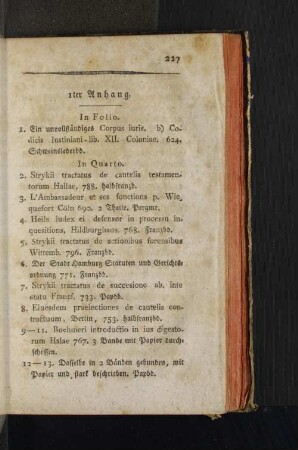 227
1ter Anhang.
In Folio.
1. Ein unvollständiges Corpus iuris. b) Co-
dicis Iustiniani lib. XII. Coloniae. 624.
Schweinslederbd.
In Quarto.
2. Strykii tractatus de cautelis testamen-
torum Hallae, 788. halbfranzb.
3. L'Ambassadeur et ses fonctions p. Wic-
quefort Cöln 690. 2 Theile. Pergmt.
4. Heils Iudex et defensor in processu in-
quesitions, Hildburghaus. 768. Franzbd.
5. Strykii tractatus de actionibus forensibus
Wittemb. 796. Franzbd.
6. Der Stadt Hamburg Statuten und Gerichts-
ordnung 771. Franzbd.
7. Strykii tractatus de succesione ab. inte
stato Francf. 733. Papbd.
8. Eiusdem praelectiones de cautelis con-
tractuum, Berlin, 753. halbfranzbd.
9—11. Boehmeri introductio in ius digesto-
rum Halae 767. 3 Bände mit Papier durch-
schossen.
12—13. Dasselbe in 2 Bänden gebunden, mit
Papier und stark beschrieben. Papbd.